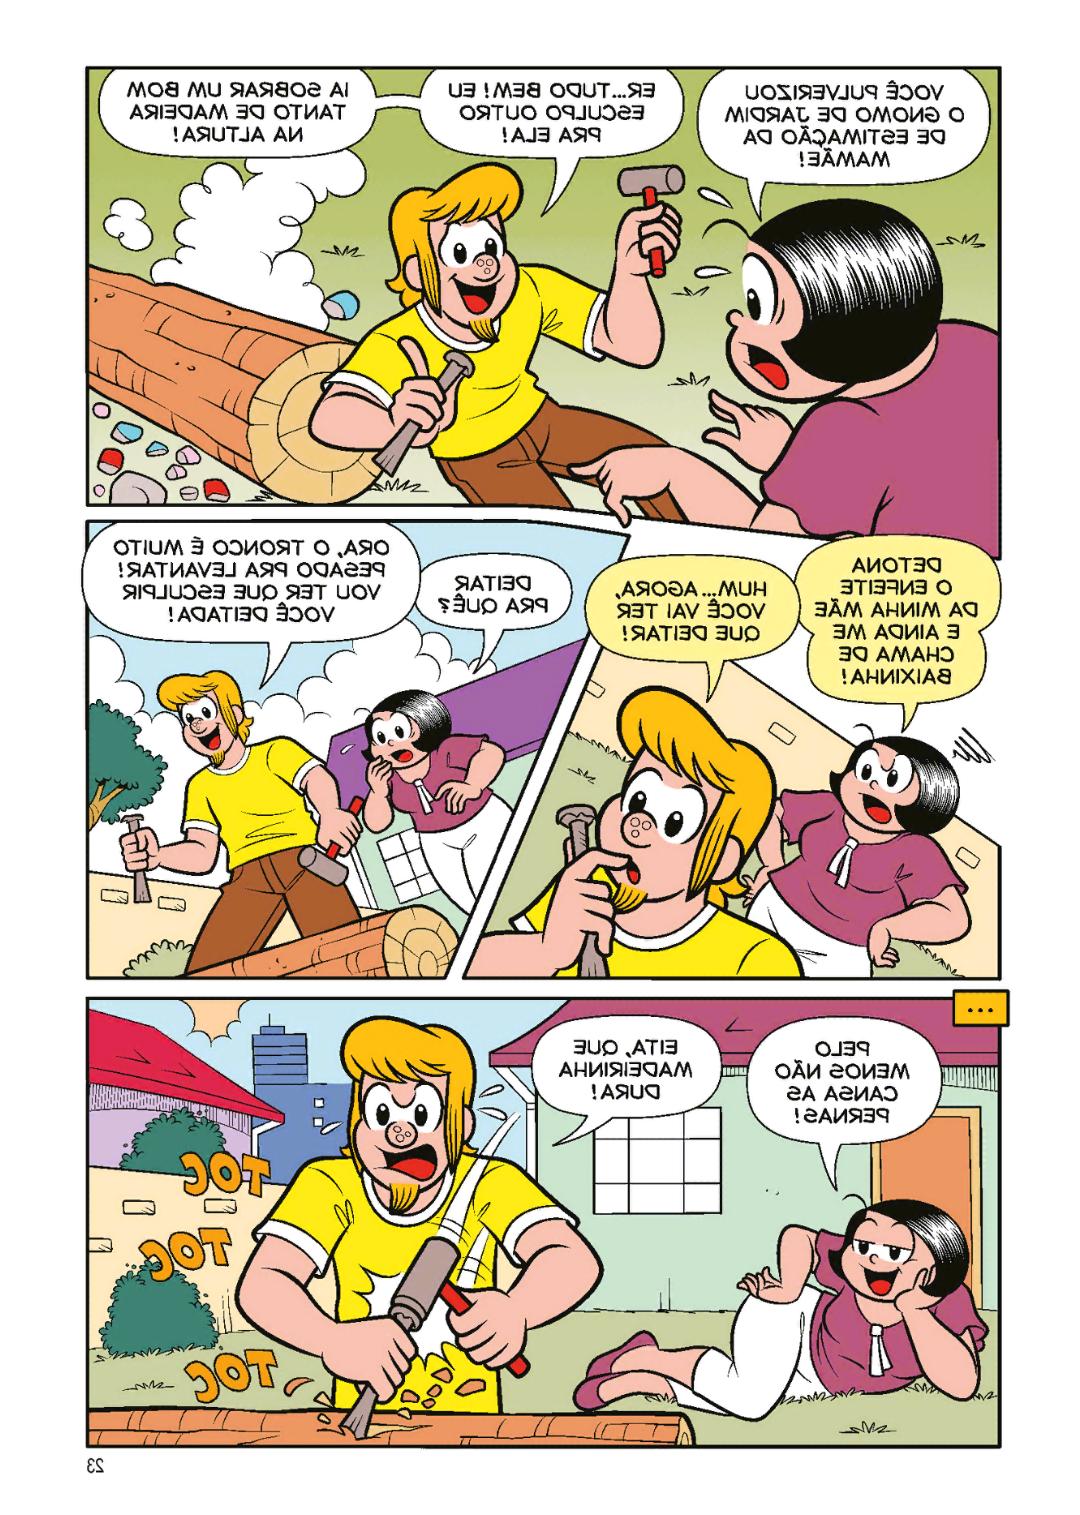 VOCÊ PULVERIZOU
O GNOMO DE JARDIM
DE ESTIMAÇÃO DA
MAMÃE!
ER...TUDO BEM! EU
ESCULPO OUTRO
PRA ELA!
IA SOBRAR UM BOM
TANTO DE MADEIRA
NA ALTURA!
DETONA
O ENFEITE
DA MINHA MÃE
E AINDA ME
CHAMA DE
BAIXINHA!
HUM...AGORA,
VOCÊ VAI TER
QUE DEITAR!
DEITAR
PRA QUÊ?
ORA, O TRONCO É MUITO
PESADO PRA LEVANTAR!
VOU TER QUE ESCULPIR
VOCÊ DEITADA!
...
PELO
MENOS NÃO
CANSA AS
PERNAS!
EITA, QUE
MADEIRINHA
DURA!
TOC
TOC
TOC
23